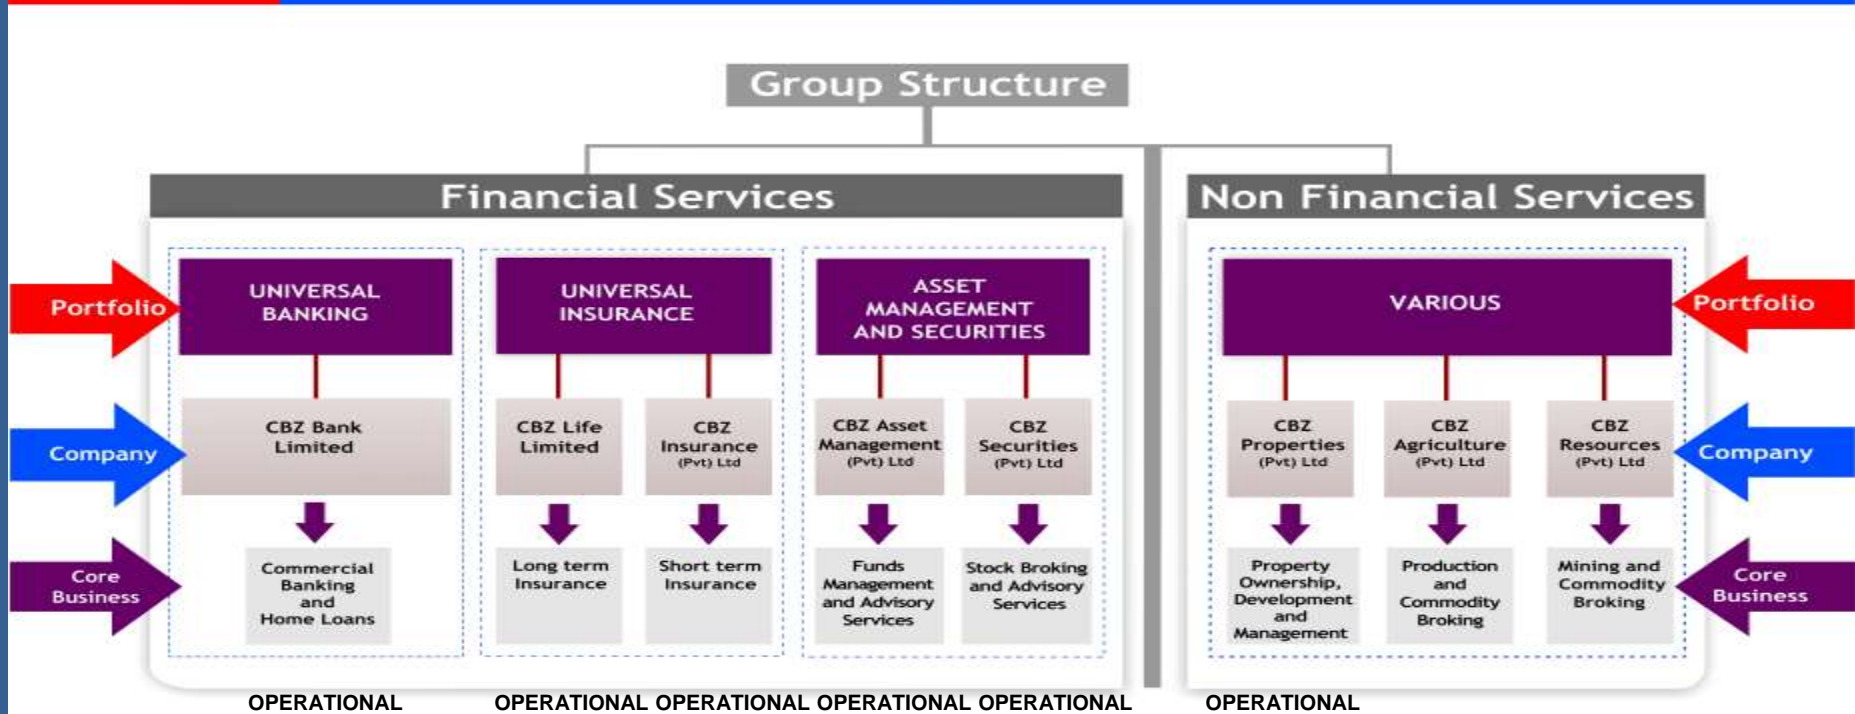 Group Structure
Financial Services
Non Financial Services
Portfolio
UNIVERSAL
BANKING
UNIVERSAL
INSURANCE
ASSET
MANAGEMENT
AND SECURITIES
VARIOUS
Portfolio
Company
CBZ Bank
Limited
CBZ Life
Limited
CBZ
Insurance
(Pvt) Ltd
CBZ Asset
Management
(Pvt) Ltd
CBZ
Securities
(Pvt) Ltd
CBZ
Properties
(Pvt) Ltd
CBZ
Agriculture
(Pvt) Ltd
CBZ
Resources
(Pvt) Ltd
Company
Core
Business
Commercial
Banking
and
Home Loans
Long term
Insurance
Short term
Insurance
Funds
Management
and Advisory
Services
Stock Broking
and Advisory
Services
Property
Ownership,
Development
and
Management
Production
and
Commodity
Broking
Mining and
Commodity
Broking
Core
Business
OPERATIONAL OPERATIONAL OPERATIONAL OPERATIONAL OPERATIONAL OPERATIONAL